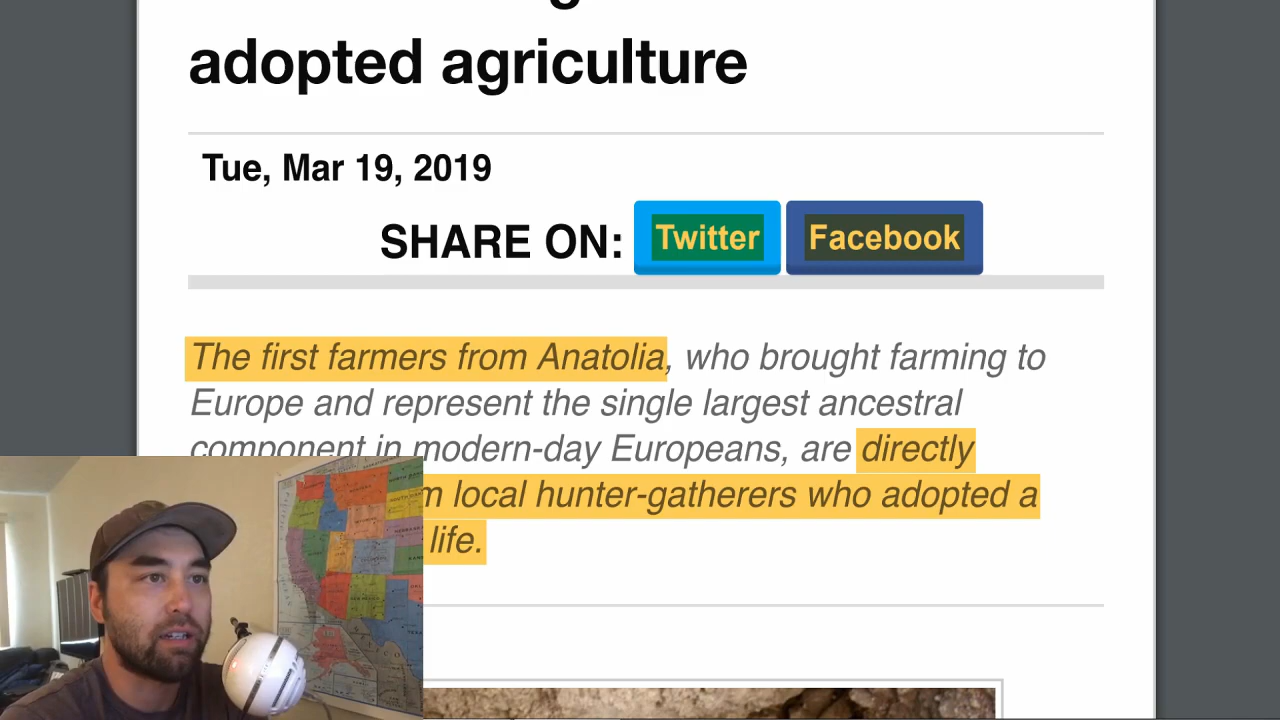 adopted agriculture
Tue, Mar 19, 2019
SHARE ON: Twitter Facebook
The first farmers from Anatolia, who brought farming to
Europe and represent the single largest ancestral
component in modern-day Europeans, are directly
local hunter-gatherers who adopted a
life.